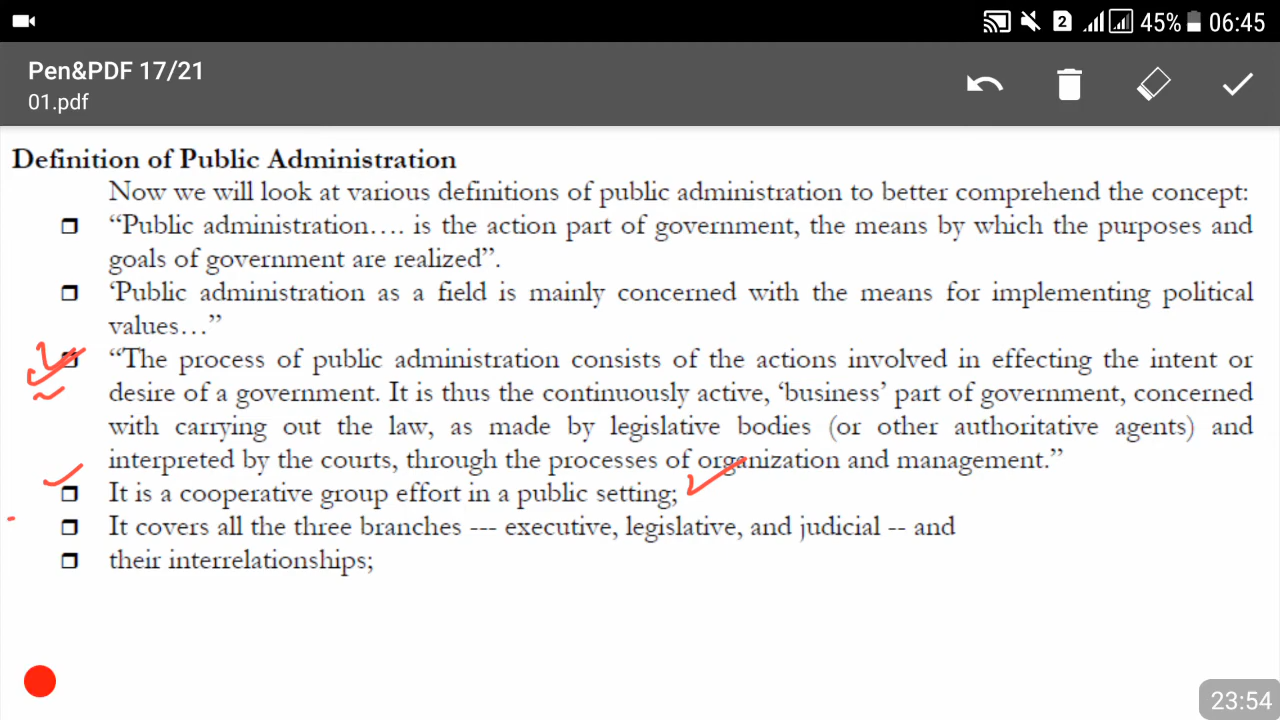 2 45% 06:45
Pen&PDF 17/21
01.pdf
Definition of Public Administration
Now we will look at various definitions of public administration to better comprehend the concept:
“Public administration…. is the action part of government, the means by which the purposes and
goals of government are realized”.
‘Public administration as a field is mainly concerned with the means for implementing political
values…”
“The process of public administration consists of the actions involved in effecting the intent or
desire of a government. It is thus the continuously active, ‘business’ part of government, concerned
with carrying out the law, as made by legislative bodies (or other authoritative agents) and
interpreted by the courts, through the processes of organization and management.”
It is a cooperative group effort in a public setting;
It covers all the three branches --- executive, legislative, and judicial -- and
their interrelationships;
23:54